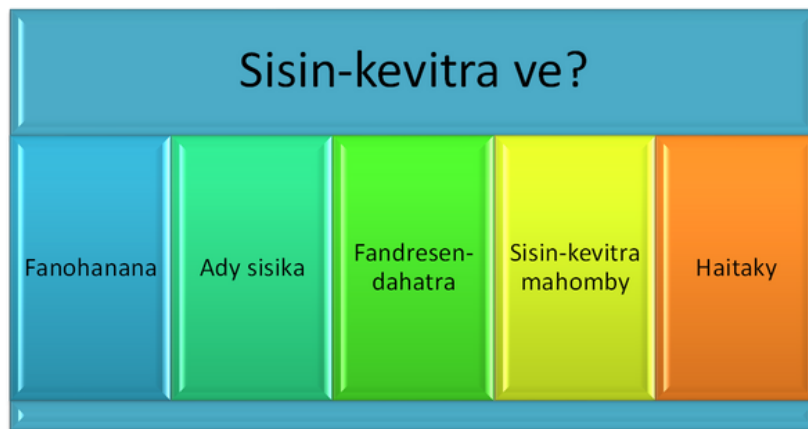 Sisin-kevitra ve?
Fanohanana
Ady sisika
Fandresen-
dahatra
Sisin-kevitra
mahomby
Haitaky